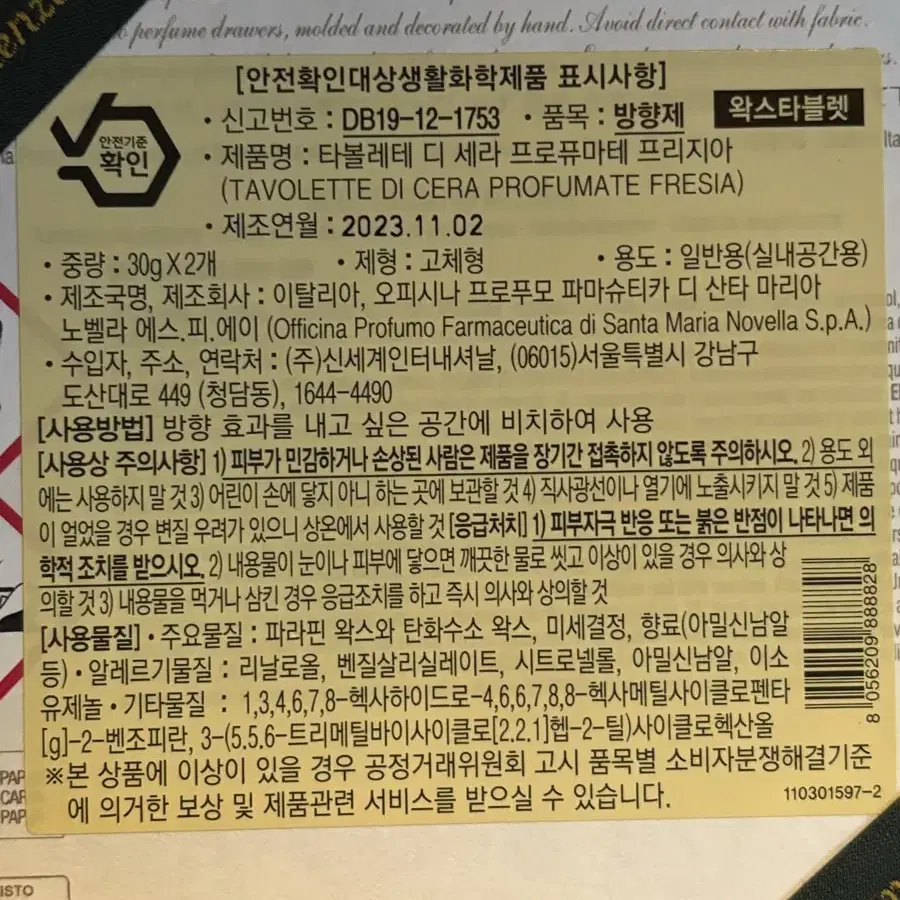 perfume drawers, molded and decorated by hand. Avoid direct contact with fabric.
[안전확인대상생활화학제품 표시사항]
안전기준
확인
• 신고번호 : DB19-12-1753 • 품목 : 방향제
왁스타블렛
• 제품명 : 타볼레테 디 세라 프로퓨마테 프리지아
(TAVOLETTE DI CERA PROFUMATE FRESIA)
• 제조연월 : 2023.11.02
• 중량 : 30g X 2개 • 제형 : 고체형 • 용도 : 일반용(실내공간용)
• 제조국명, 제조회사 : 이탈리아, 오피시나 프로푸모 파마슈티카 디 산타 마리아
노벨라 에스.피.에이 (Officina Profumo Farmaceutica di Santa Maria Novella S.p.A.)
• 수입자, 주소, 연락처 : (주)신세계인터내셔날, (06015)서울특별시 강남구
도산대로 449 (청담동), 1644-4490
[사용방법] 방향 효과를 내고 싶은 공간에 비치하여 사용
[사용상 주의사항] 1) 피부가 민감하거나 손상된 사람은 제품을 장기간 접촉하지 않도록 주의하시오. 2) 용도 외
에는 사용하지 말 것 3) 어린이 손에 닿지 아니 하는 곳에 보관할 것 4) 직사광선이나 열기에 노출시키지 말 것 5) 제품
이 얼었을 경우 변질 우려가 있으니 상온에서 사용할 것 [응급처치] 1) 피부자극 반응 또는 붉은 반점이 나타나면 의
학적 조치를 받으시오. 2) 내용물이 눈이나 피부에 닿으면 깨끗한 물로 씻고 이상이 있을 경우 의사와 상
의할 것 3) 내용물을 먹거나 삼킨 경우 응급조치를 하고 즉시 의사와 상의할 것
[사용물질] • 주요물질 : 파라핀 왁스와 탄화수소 왁스, 미세결정, 향료(아밀신남알
등) • 알레르기물질 : 리날로올, 벤질살리실레이트, 시트로넬롤, 아밀신남알, 이소
유제놀 • 기타물질 : 1,3,4,6,7,8-헥사하이드로-4,6,6,7,8,8-헥사메틸사이클로펜타
[g]-2-벤조피란, 3-(5.5.6-트리메틸바이사이클로[2.2.1]헵-2-틸)사이클로헥산올
※본 상품에 이상이 있을 경우 공정거래위원회 고시 품목별 소비자분쟁해결기준
에 의거한 보상 및 제품관련 서비스를 받으실 수 있습니다.
110301597-2
8 056209 888828
PAP
CAR
PAP